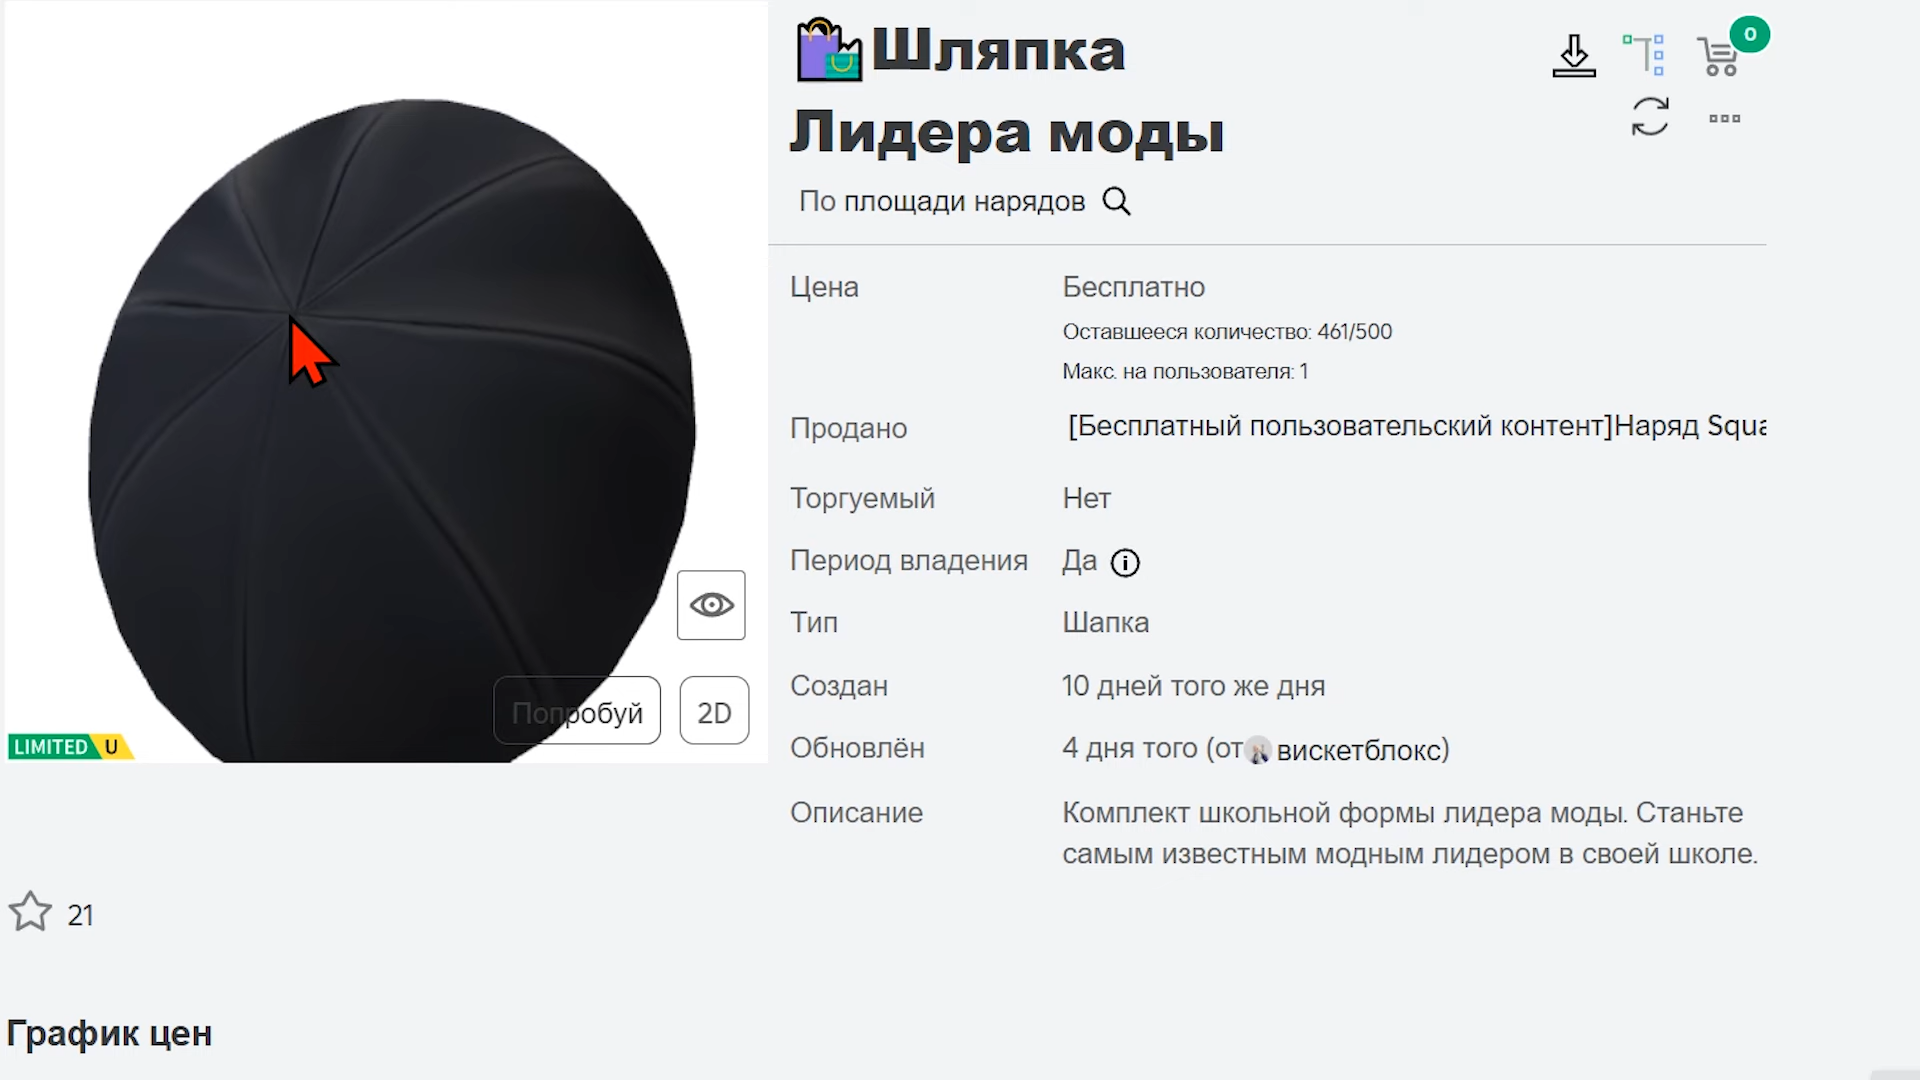 Шляпка
Лидера моды
0
По площади нарядов
Цена
Бесплатно
Оставшееся количество: 461/500
Макс. на пользователя: 1
Продано
[Бесплатный пользовательский контент]Наряд Squa
Торгуемый
Нет
Период владения
Да
Тип
Шапка
Создан
10 дней того же дня
Обновлён
4 дня того (от вискетблокс)
Описание
Комплект школьной формы лидера моды. Станьте
самым известным модным лидером в своей школе.
Попробуй
2D
LIMITED U
21
График цен